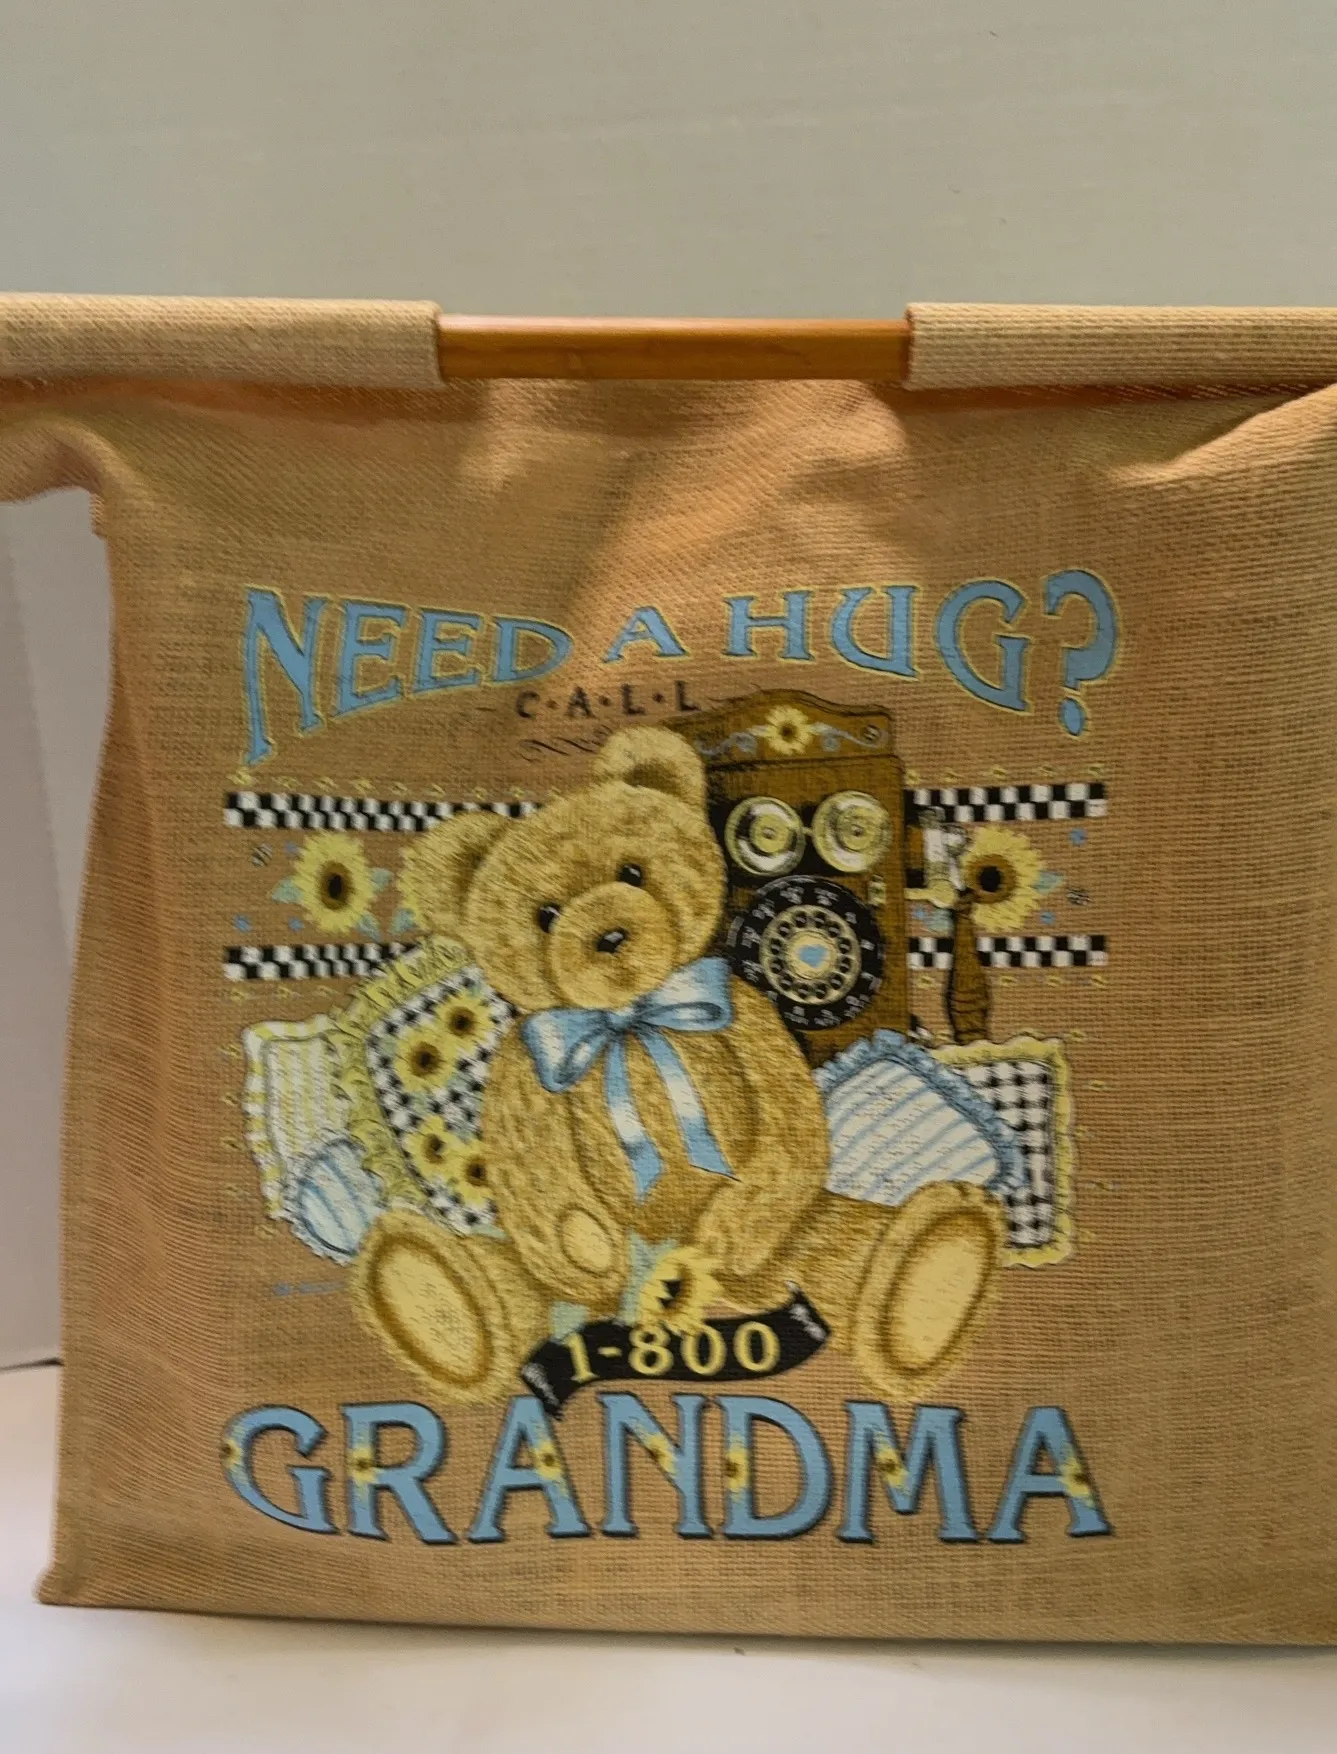 NEED A HUG?
C·A·L·L
1-800
GRANDMA